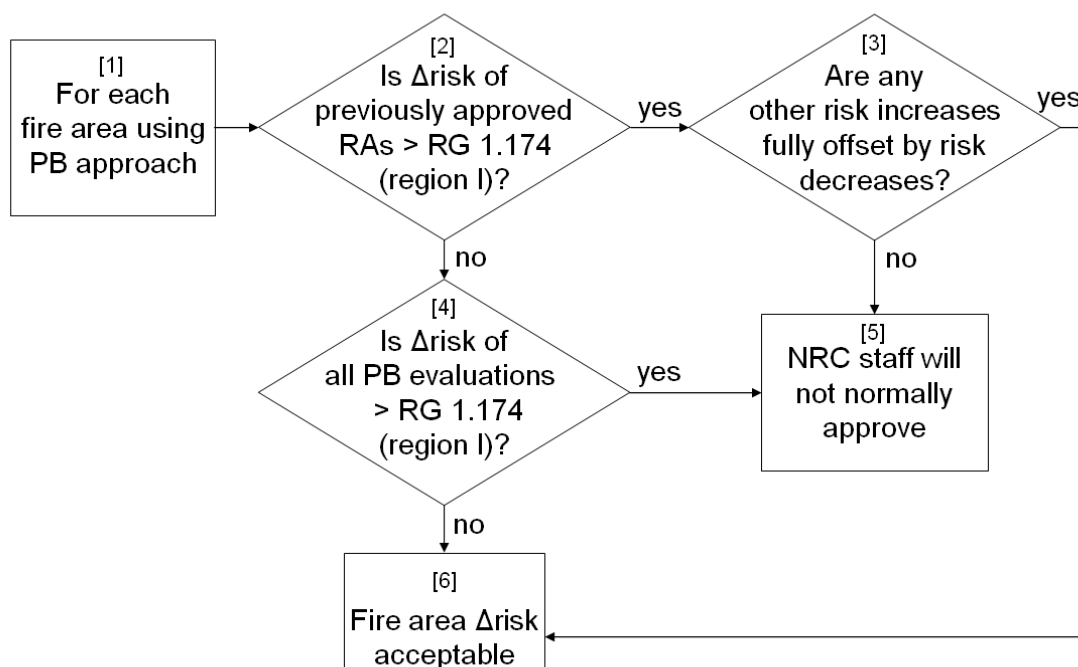 [1]
For each
fire area using
PB approach
[2]
Is Δrisk of
previously approved
RAs > RG 1.174
(region I)?
yes
[3]
Are any
other risk increases
fully offset by risk
decreases?
yes
no
no
[4]
Is Δrisk of
all PB evaluations
> RG 1.174
(region I)?
yes
[5]
NRC staff will
not normally
approve
no
[6]
Fire area Δrisk
acceptable